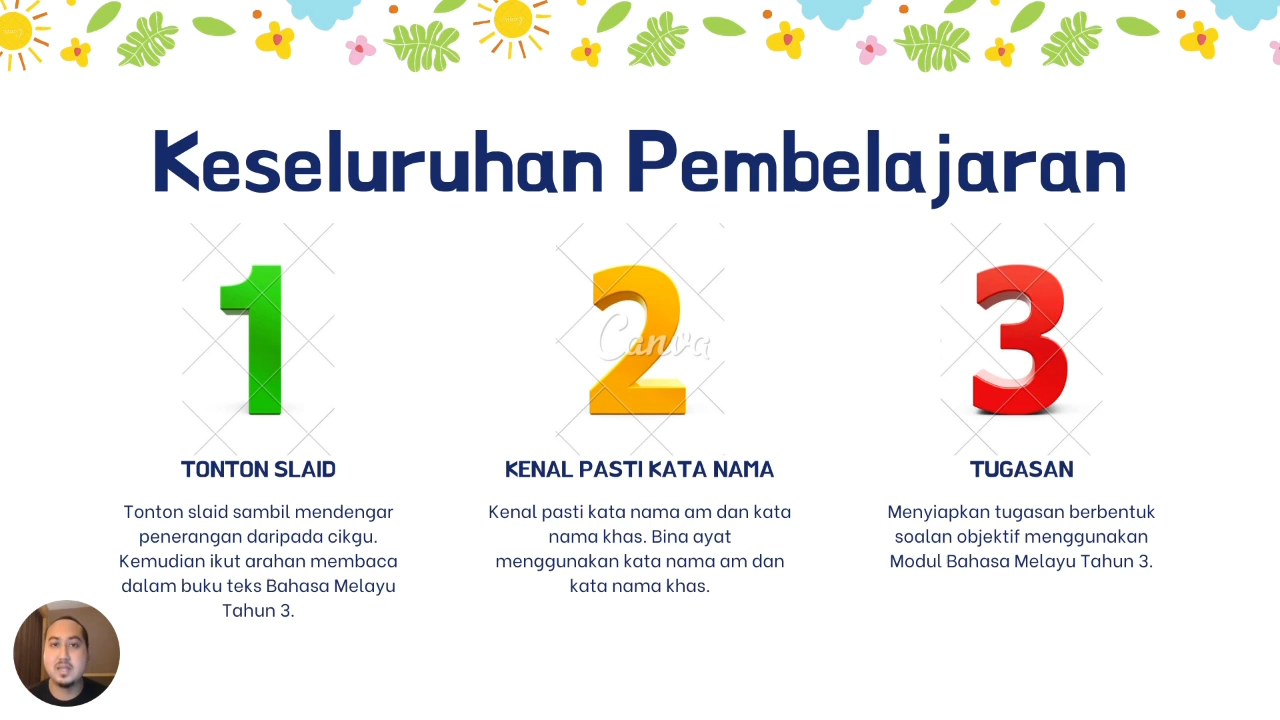 Keseluruhan Pembelajaran
1
2
3
Canva
TONTON SLAID
Tonton slaid sambil mendengar
penerangan daripada cikgu.
Kemudian ikut arahan membaca
dalam buku teks Bahasa Melayu
Tahun 3.
KENAL PASTI KATA NAMA
Kenal pasti kata nama am dan kata
nama khas. Bina ayat
menggunakan kata nama am dan
kata nama khas.
TUGASAN
Menyiapkan tugasan berbentuk
soalan objektif menggunakan
Modul Bahasa Melayu Tahun 3.